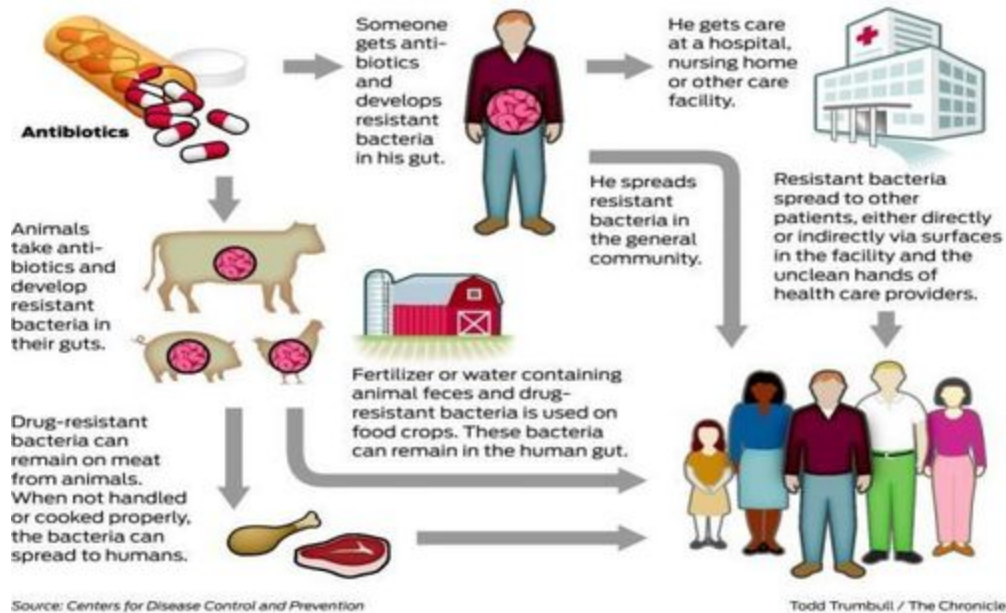 Antibiotics
Someone
gets anti-
biotics
and
develops
resistant
bacteria
in his gut.
He gets care
at a hospital,
nursing home
or other care
facility.
He spreads
resistant
bacteria in
the general
community.
Resistant bacteria
spread to other
patients, either directly
or indirectly via surfaces
in the facility and the
unclean hands of
health care providers.
Animals
take anti-
biotics and
develop
resistant
bacteria in
their guts.
Fertilizer or water containing
animal feces and drug-
resistant bacteria is used on
food crops. These bacteria
can remain in the human gut.
Drug-resistant
bacteria can
remain on meat
from animals.
When not handled
or cooked properly,
the bacteria can
spread to humans.
Source: Centers for Disease Control and Prevention
Todd Trumbull / The Chronicle